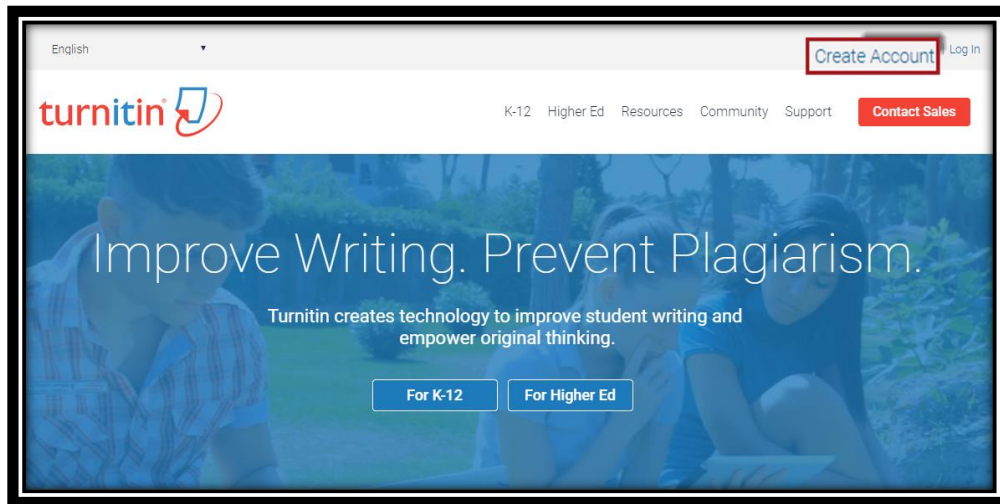 English
Create Account
Log In
turnitin
K-12 Higher Ed Resources Community Support Contact Sales
Improve Writing. Prevent Plagiarism.
Turnitin creates technology to improve student writing and
empower original thinking.
For K-12 For Higher Ed